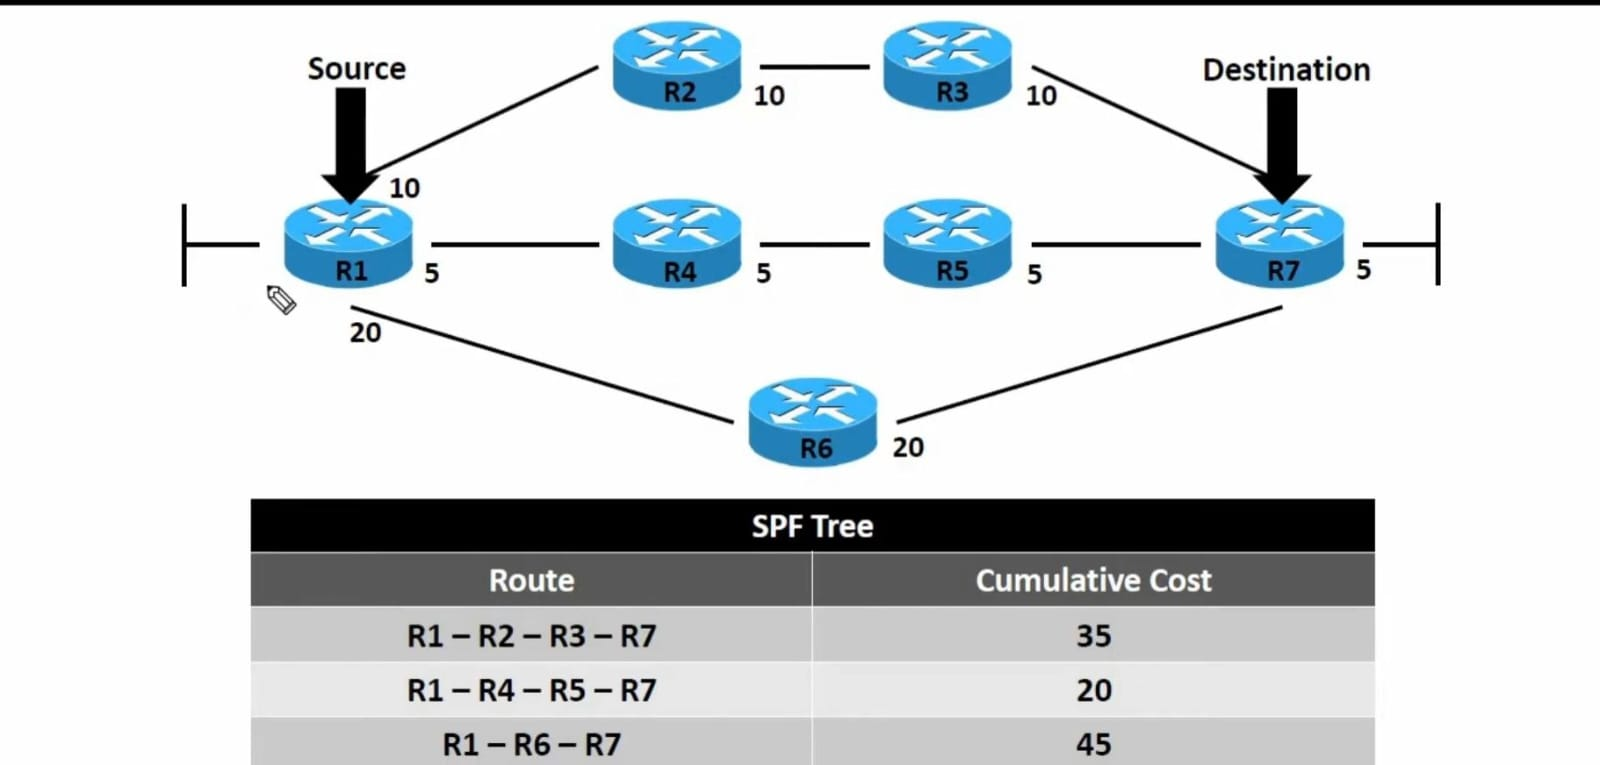 Source
Destination
R2
10
R3
10
10
R1
5
R4
5
R5
5
R7
5
20
R6
20
SPF Tree
Route Cumulative Cost
R1 – R2 – R3 – R7 35
R1 – R4 – R5 – R7 20
R1 – R6 – R7 45